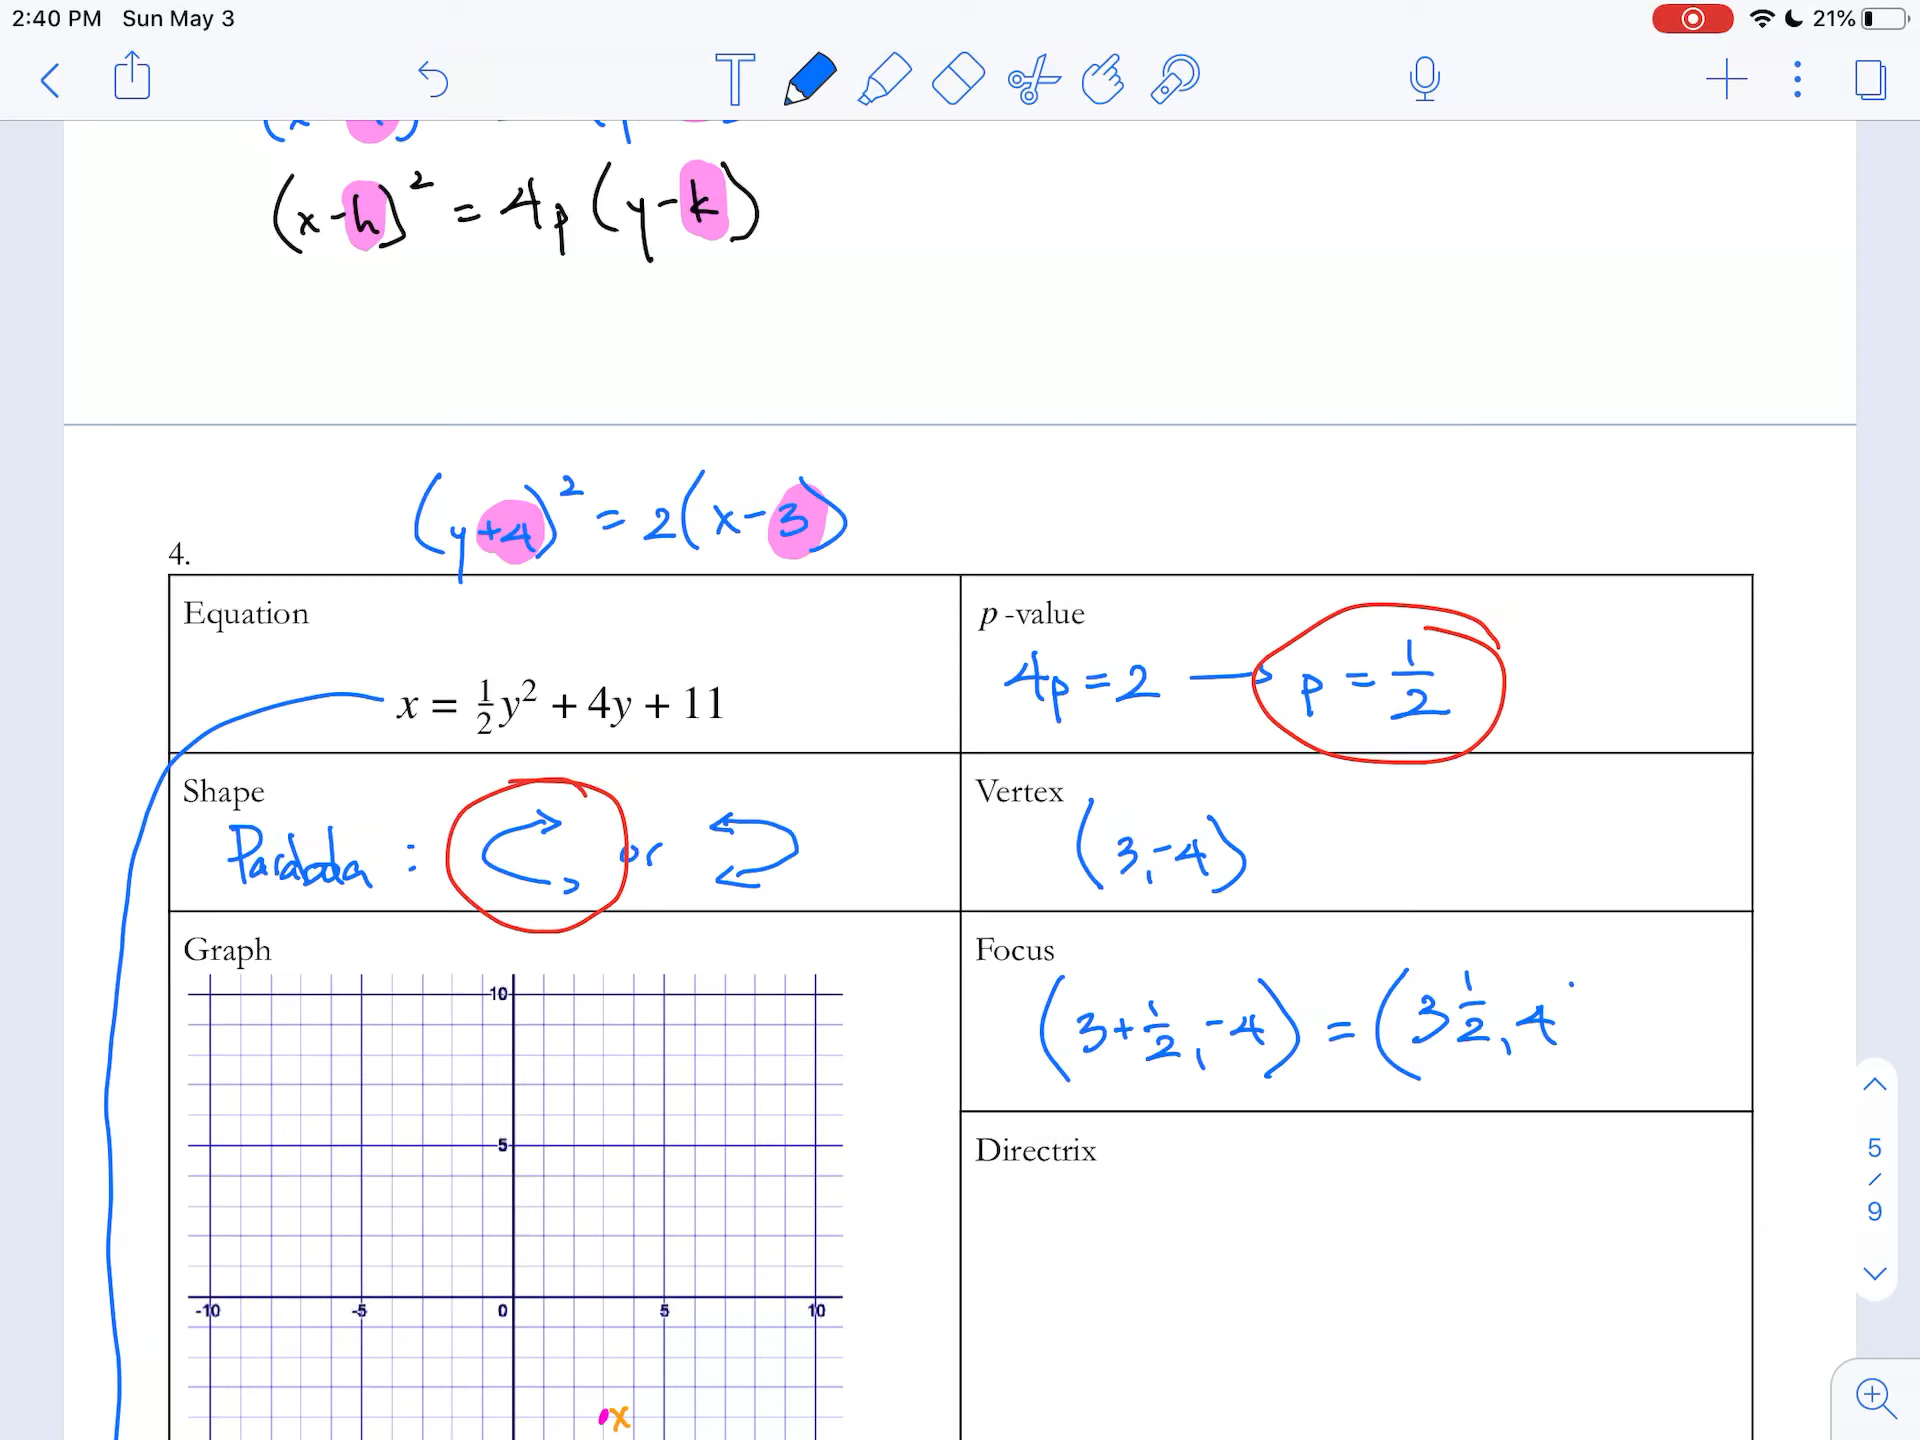 2:40 PM Sun May 3
21%
(x-h)² = 4p(y-k)
(y+4)² = 2(x-3)
4.
Equation
x = ½y² + 4y + 11
p-value
4p = 2 → p = 1/2
Shape
Parabola : or
Vertex
(3,-4)
Graph
10
5
-10 -5 0 5 10
x
Focus
(3+1/2, -4) = (3 1/2, 4
Directrix
5
/
9